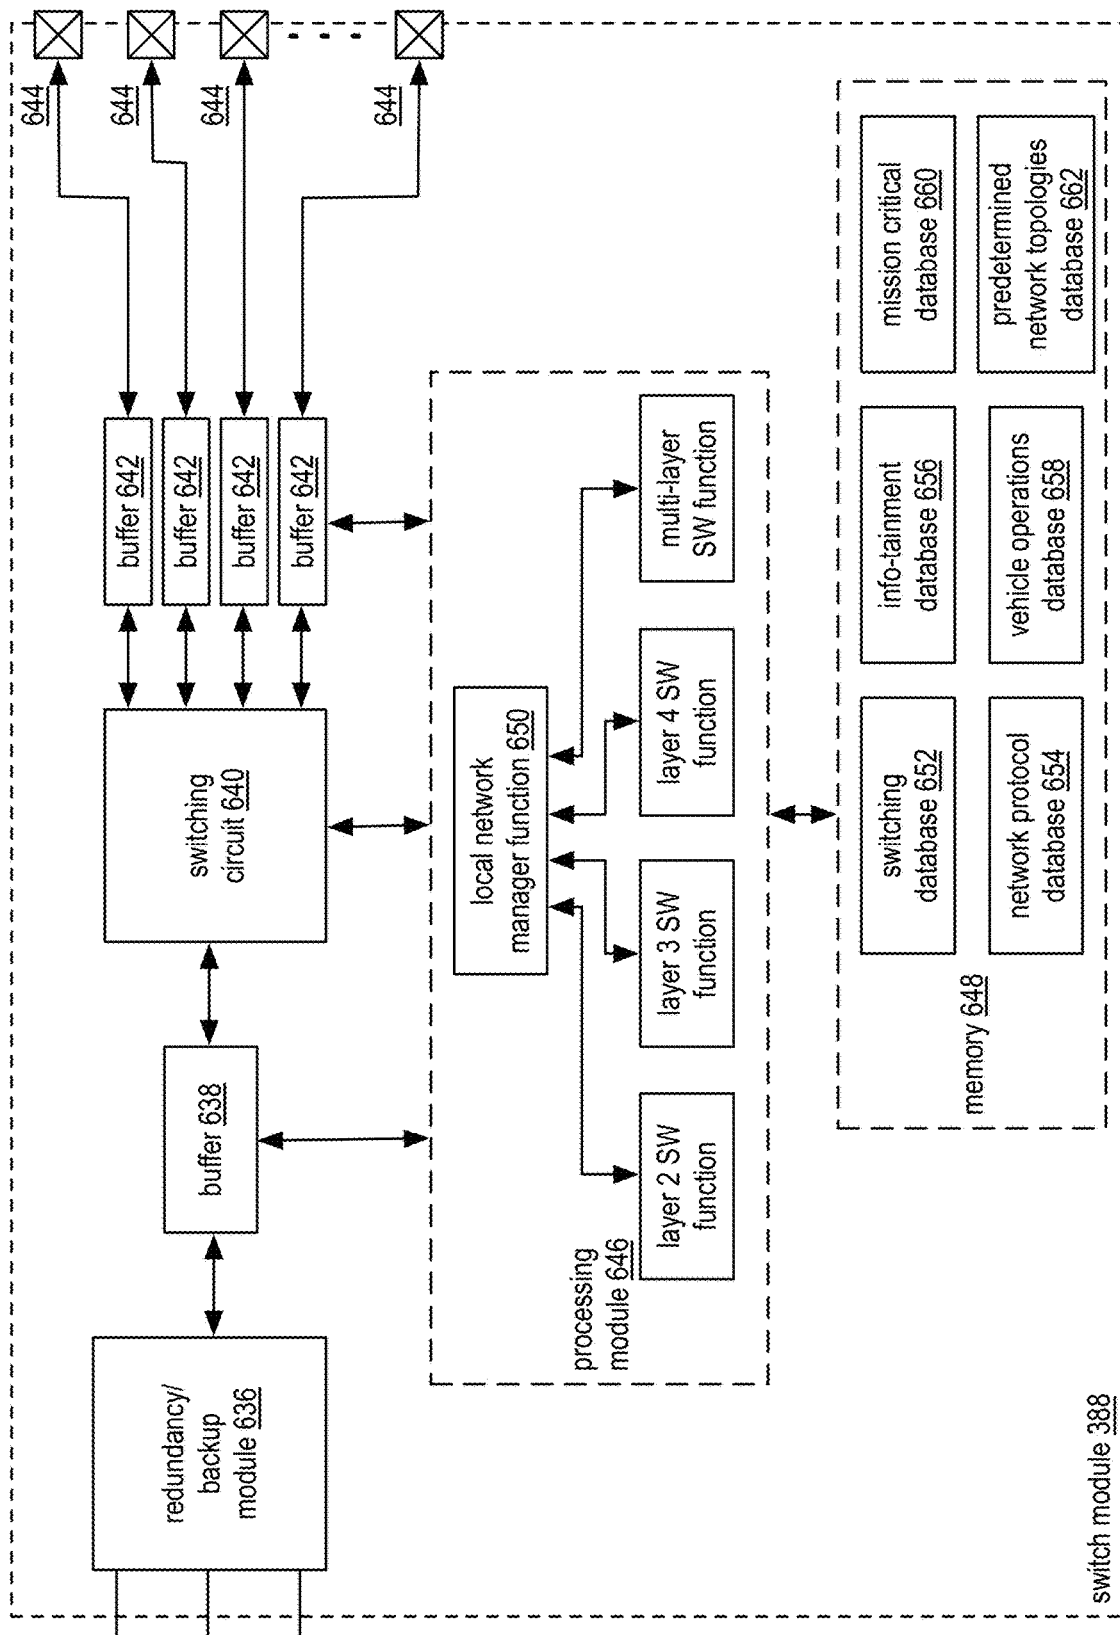 redundancy/
backup
module 636
buffer 638
switching
circuit 640
buffer 642
buffer 642
buffer 642
buffer 642
644
644
644
644
processing
module 646
local network
manager function 650
layer 2 SW
function
layer 3 SW
function
layer 4 SW
function
multi-layer
SW function
memory 648
switching
database 652
info-tainment
database 656
mission critical
database 660
network protocol
database 654
vehicle operations
database 658
predetermined
network topologies
database 662
switch module 388